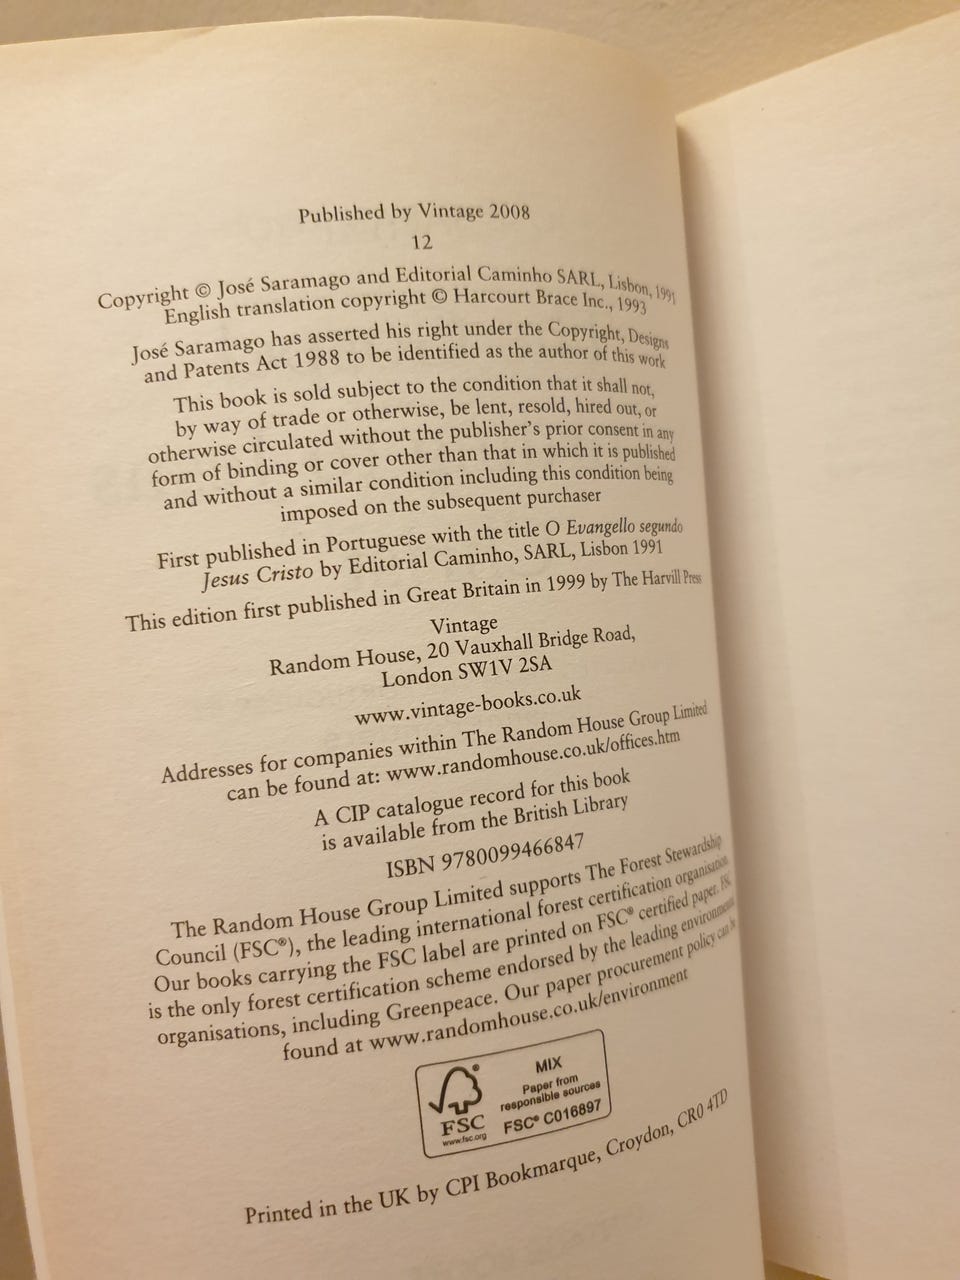 Published by Vintage 2008
12
Copyright © José Saramago and Editorial Caminho SARL, Lisbon, 1991
English translation copyright © Harcourt Brace Inc., 1993
José Saramago has asserted his right under the Copyright, Designs
and Patents Act 1988 to be identified as the author of this work
This book is sold subject to the condition that it shall not,
by way of trade or otherwise, be lent, resold, hired out, or
otherwise circulated without the publisher's prior consent in any
form of binding or cover other than that in which it is published
and without a similar condition including this condition being
imposed on the subsequent purchaser
First published in Portuguese with the title O Evangello segundo
Jesus Cristo by Editorial Caminho, SARL, Lisbon 1991
This edition first published in Great Britain in 1999 by The Harvill Press
Vintage
Random House, 20 Vauxhall Bridge Road,
London SW1V 2SA
www.vintage-books.co.uk
Addresses for companies within The Random House Group Limited
can be found at: www.randomhouse.co.uk/offices.htm
A CIP catalogue record for this book
is available from the British Library
ISBN 9780099466847
The Random House Group Limited supports The Forest Stewardship
Council (FSC®), the leading international forest certification organisation.
Our books carrying the FSC label are printed on FSC® certified paper. FSC
is the only forest certification scheme endorsed by the leading environmental
organisations, including Greenpeace. Our paper procurement policy can be
found at www.randomhouse.co.uk/environment
MIX
Paper from
responsible sources
FSC® C016897
® FSC
www.fsc.org
Printed in the UK by CPI Bookmarque, Croydon, CR0 4TD